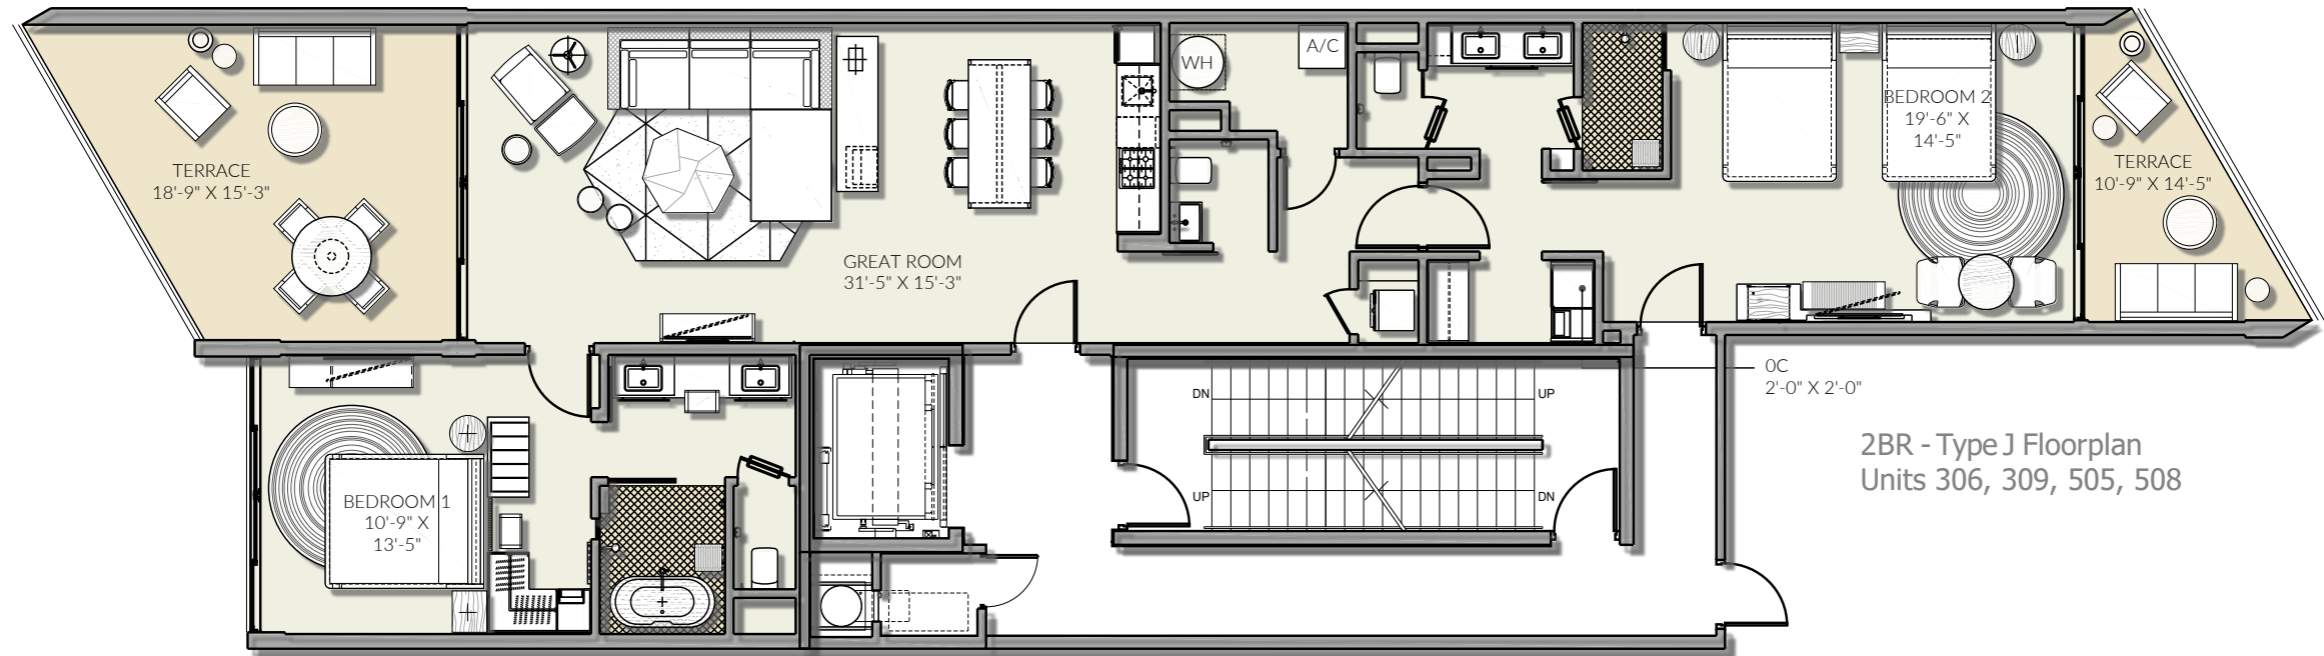 TERRACE
18'-9" X 15'-3"
GREAT ROOM
31'-5" X 15'-3"
WH
A/C
BEDROOM 2
19'-6" X
14'-5"
TERRACE
10'-9" X 14'-5"
BEDROOM 1
10'-9" X
13'-5"
DN
UP
UP
DN
0C
2'-0" X 2'-0"
2BR - Type J Floorplan
Units 306, 309, 505, 508